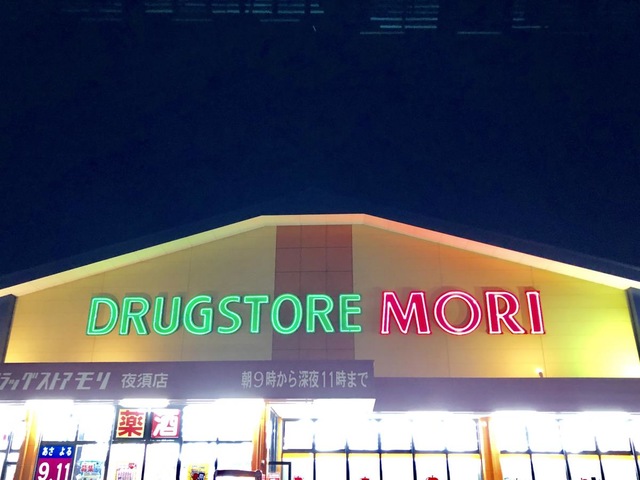 DRUGSTORE MORI
ラッグストアモリ 夜須店 朝9時から深夜11時まで
薬 酒
あさ よる
9.11